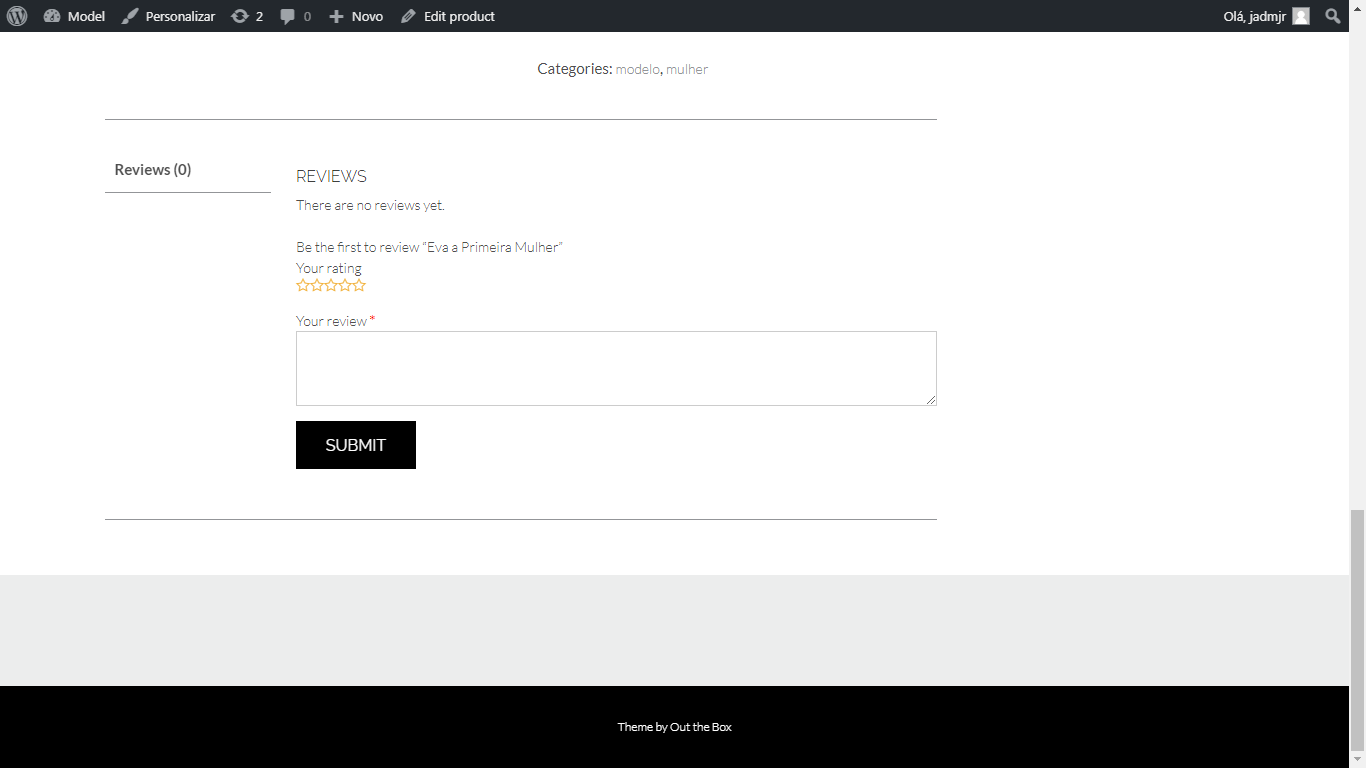 Model Personalizar 2 0 Novo Edit product Olá, jadmjr
Categories: modelo, mulher
Reviews (0)
REVIEWS
There are no reviews yet.
Be the first to review “Eva a Primeira Mulher”
Your rating
Your review *
SUBMIT
Theme by Out the Box